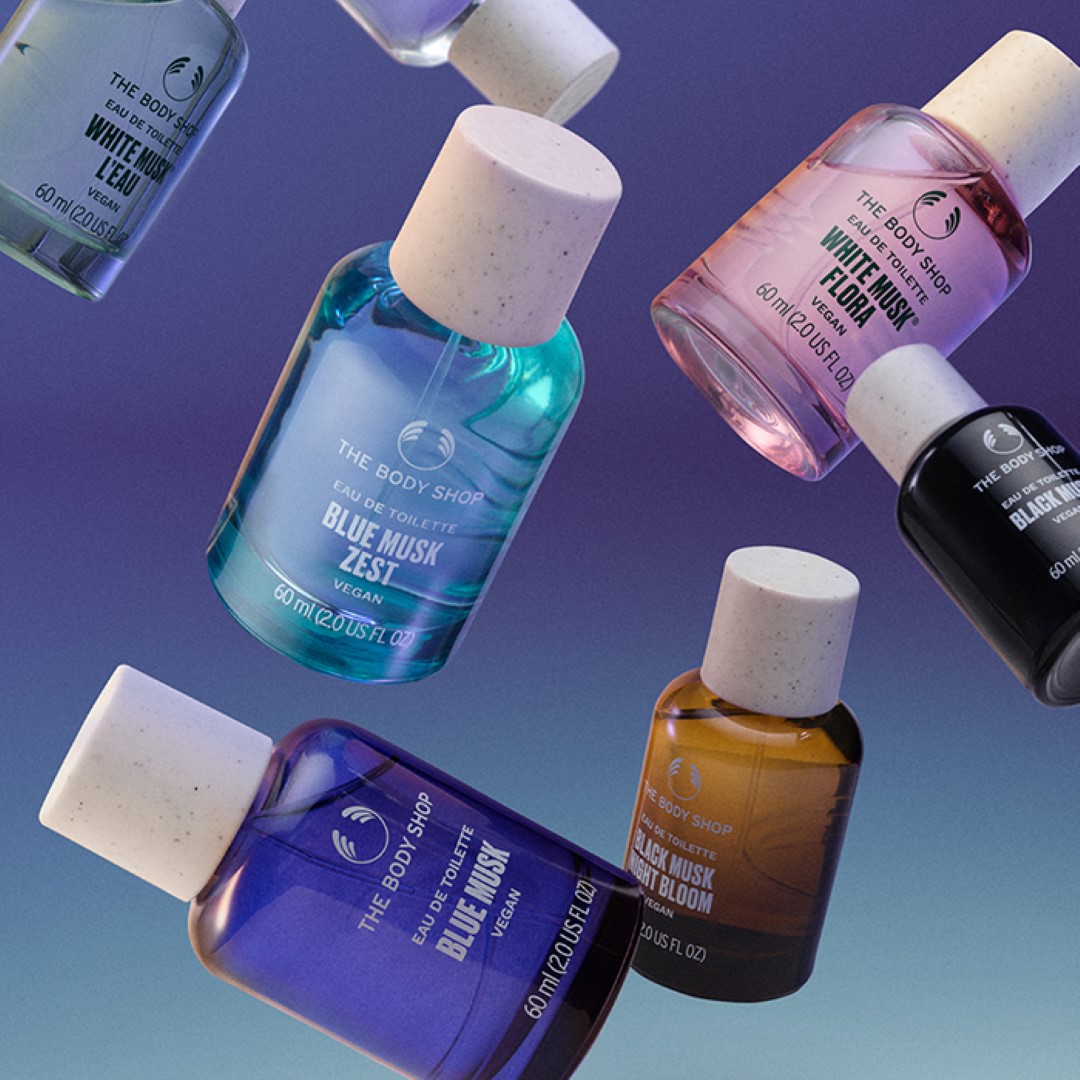 THE BODY SHOP
EAU DE TOILETTE
WHITE MUSK
L'EAU
VEGAN
60 ml (2.0 US FL
THE BODY SHOP
EAU DE TOILETTE
WHITE MUSK®
FLORA
VEGAN
60 ml (2.0 US FL OZ)
THE BODY SHOP
EAU DE TOILETTE
BLUE MUSK
ZEST
VEGAN
60 ml (2.0 US FL OZ)
THE BODY SHOP
EAU DE TOILETTE
BLACK
VEGAN
60 ml
THE BODY SHOP
EAU DE TOILETTE
BLACK MUSK
NIGHT BLOOM
VEGAN
2.0 US FL OZ)
THE BODY SHOP
EAU DE TOILETTE
BLUE MUSK
VEGAN
60 ml (2.0 US FL OZ)